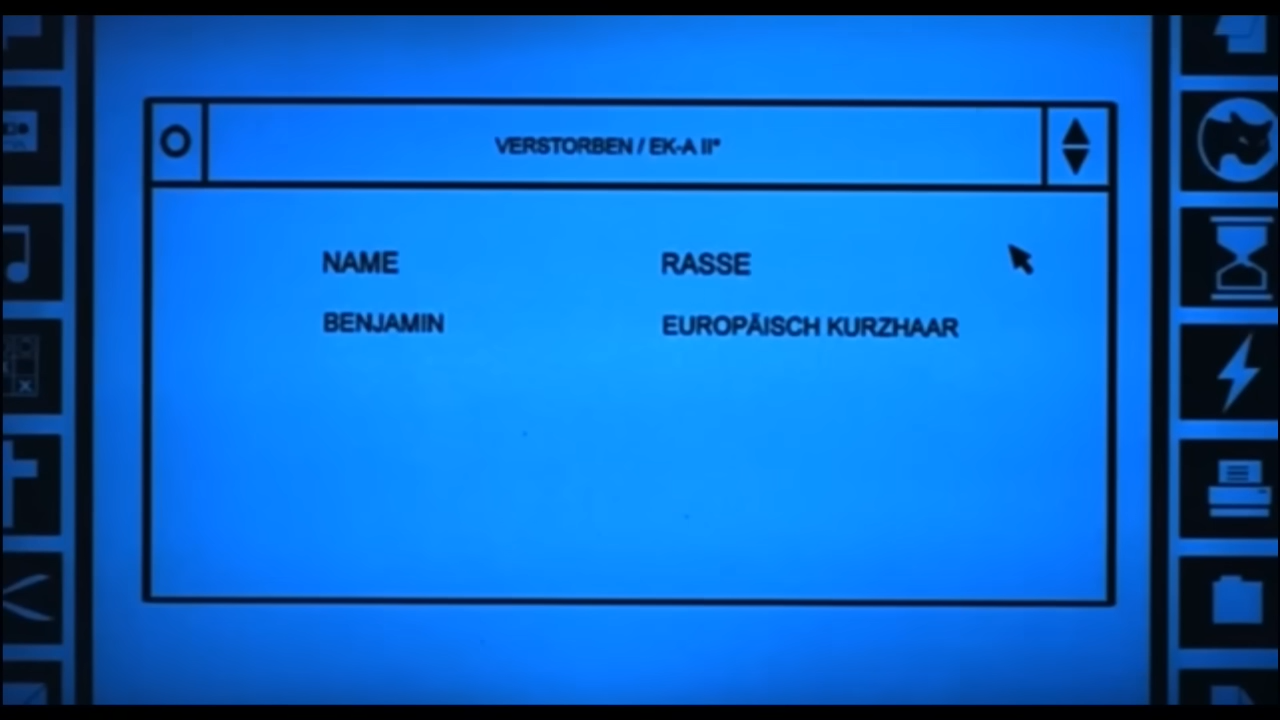 VERSTORBEN / EK-A II°
NAME RASSE
BENJAMIN EUROPÄISCH KURZHAAR